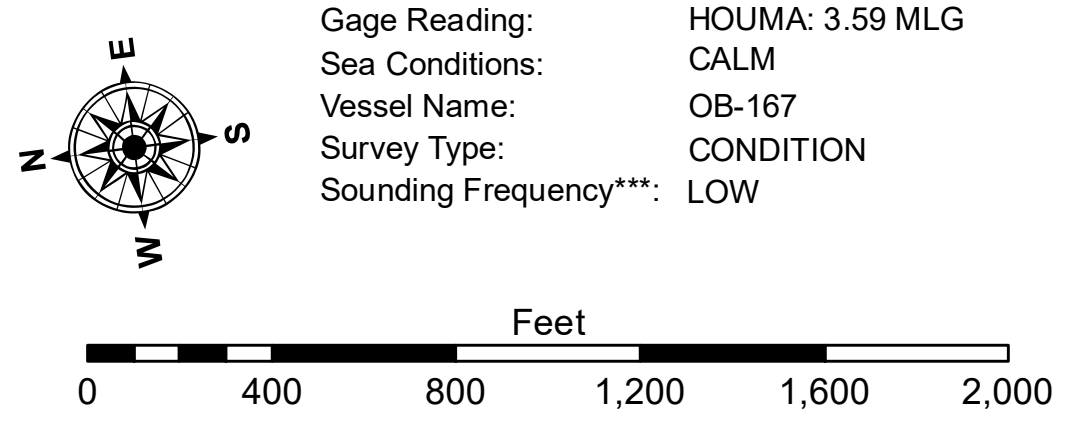 E
N
S
W
Gage Reading: HOUMA: 3.59 MLG
Sea Conditions: CALM
Vessel Name: OB-167
Survey Type: CONDITION
Sounding Frequency***: LOW
Feet
0 400 800 1,200 1,600 2,000